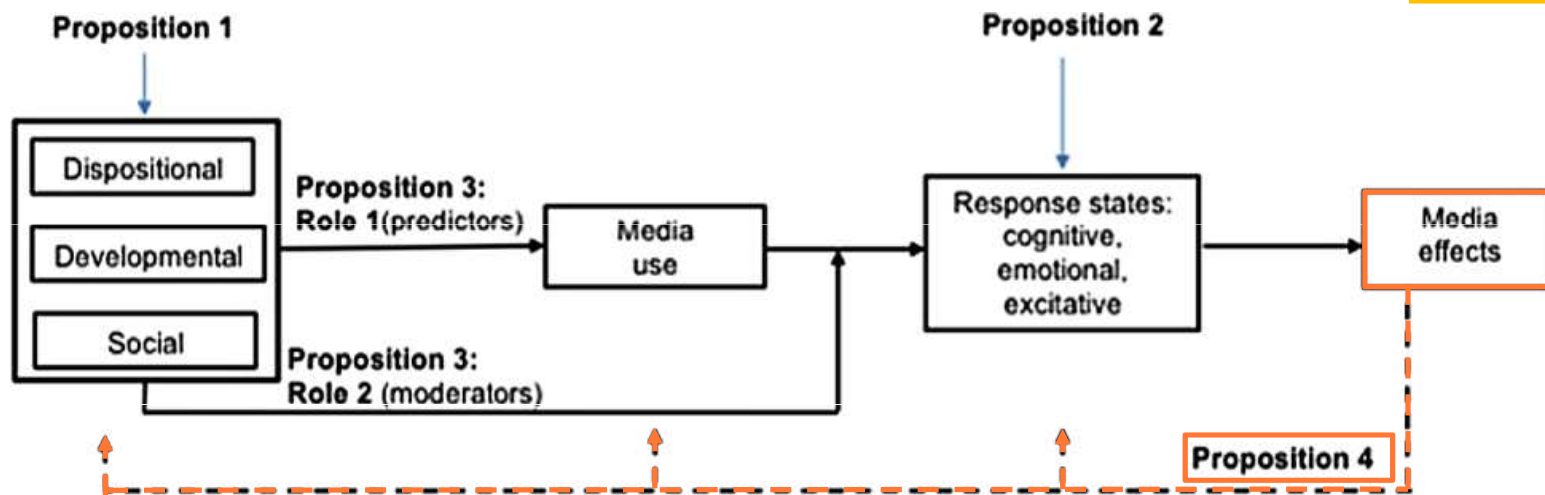 Proposition 1
Proposition 2
Dispositional
Developmental
Social
Proposition 3:
Role 1(predictors)
Proposition 3:
Role 2 (moderators)
Media
use
Response states:
cognitive,
emotional,
excitative
Media
effects
Proposition 4